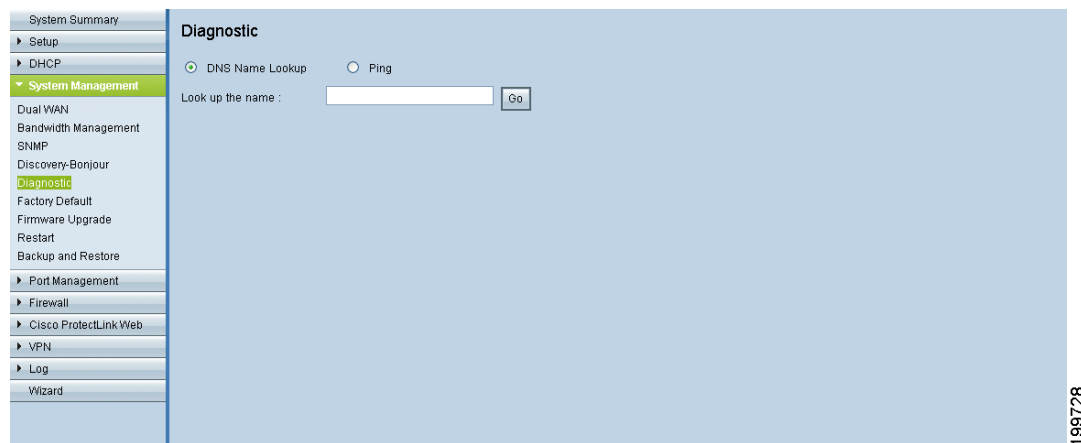 System Summary
Setup
DHCP
System Management
Dual WAN
Bandwidth Management
SNMP
Discovery-Bonjour
Diagnostic
Factory Default
Firmware Upgrade
Restart
Backup and Restore
Port Management
Firewall
Cisco ProtectLink Web
VPN
Log
Wizard
Diagnostic
DNS Name Lookup Ping
Look up the name : Go
199728